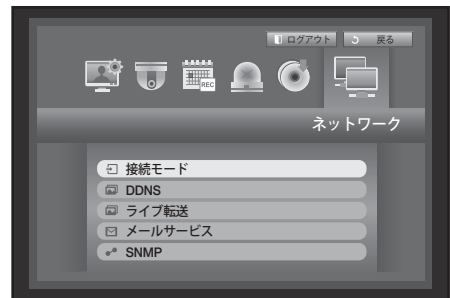 ログアウト 戻る
REC
ネットワーク
接続モード
DDNS
ライブ転送
メールサービス
SNMP